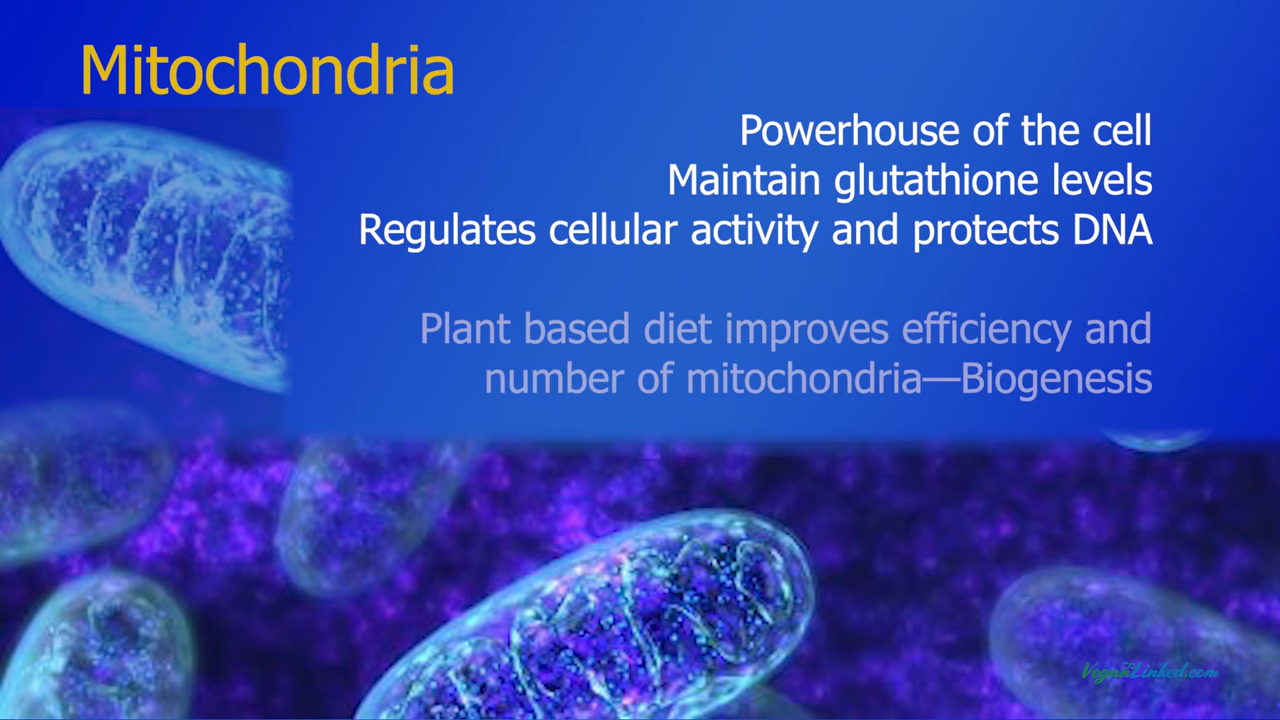 Mitochondria
Powerhouse of the cell
Maintain glutathione levels
Regulates cellular activity and protects DNA
Plant based diet improves efficiency and
number of mitochondria—Biogenesis
VeganLinked.com